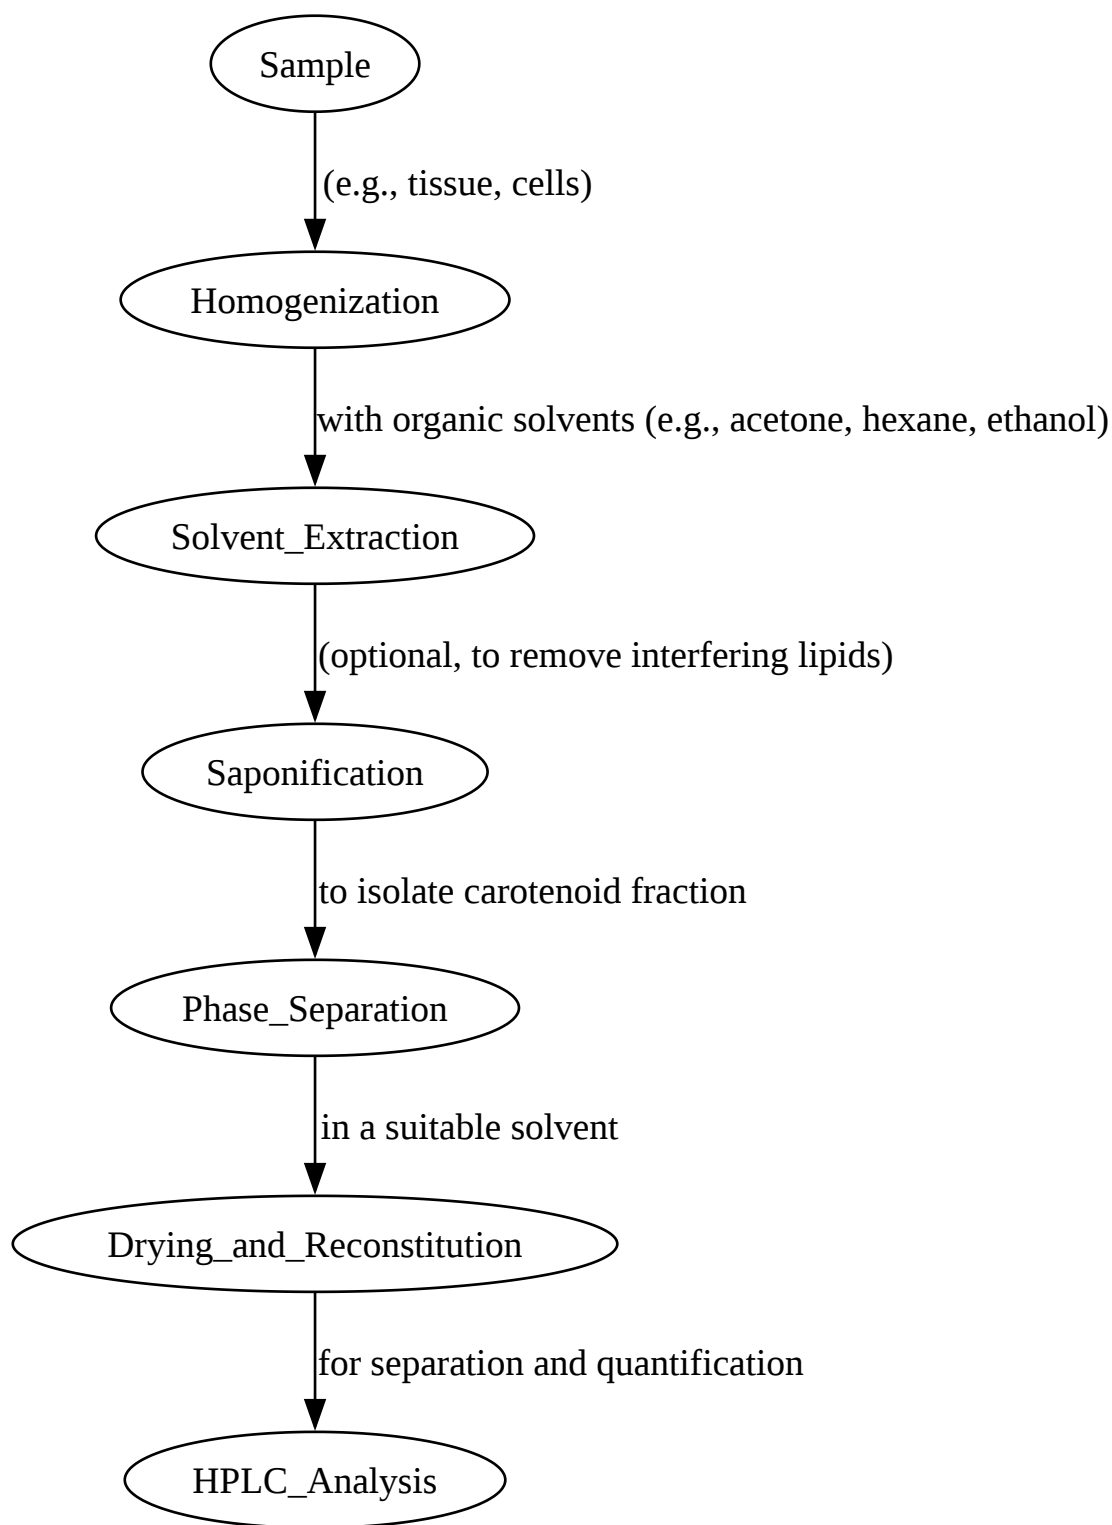 Sample
(e.g., tissue, cells)
Homogenization
with organic solvents (e.g., acetone, hexane, ethanol)
Solvent_Extraction
(optional, to remove interfering lipids)
Saponification
to isolate carotenoid fraction
Phase_Separation
in a suitable solvent
Drying_and_Reconstitution
for separation and quantification
HPLC_Analysis